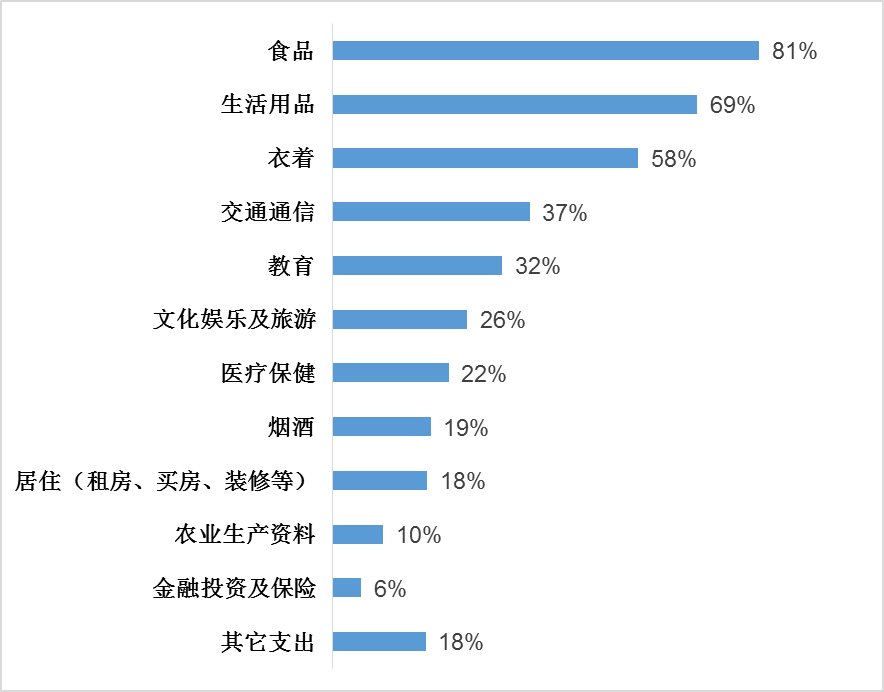 食品 81%
生活用品 69%
衣着 58%
交通通信 37%
教育 32%
文化娱乐及旅游 26%
医疗保健 22%
烟酒 19%
居住（租房、买房、装修等） 18%
农业生产资料 10%
金融投资及保险 6%
其它支出 18%